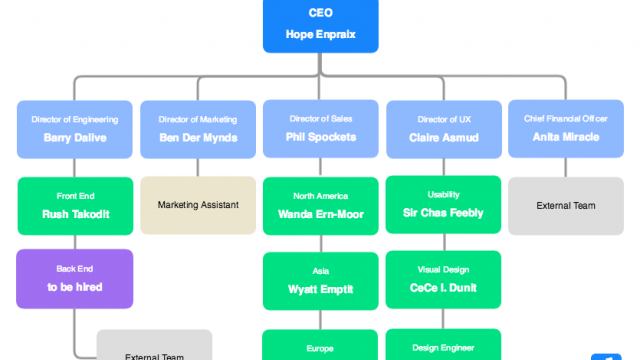 CEO
Hope Enpraix
Director of Engineering
Barry Dalive
Director of Marketing
Ben Der Mynds
Director of Sales
Phil Spockets
Director of UX
Claire Asmud
Chief Financial Officer
Anita Miracle
Front End
Rush Takodit
Marketing Assistant
North America
Wanda Ern-Moor
Usability
Sir Chas Feebly
External Team
Back End
to be hired
Asia
Wyatt Emptit
Visual Design
CeCe I. Dunit
External Team
Europe
Design Engineer